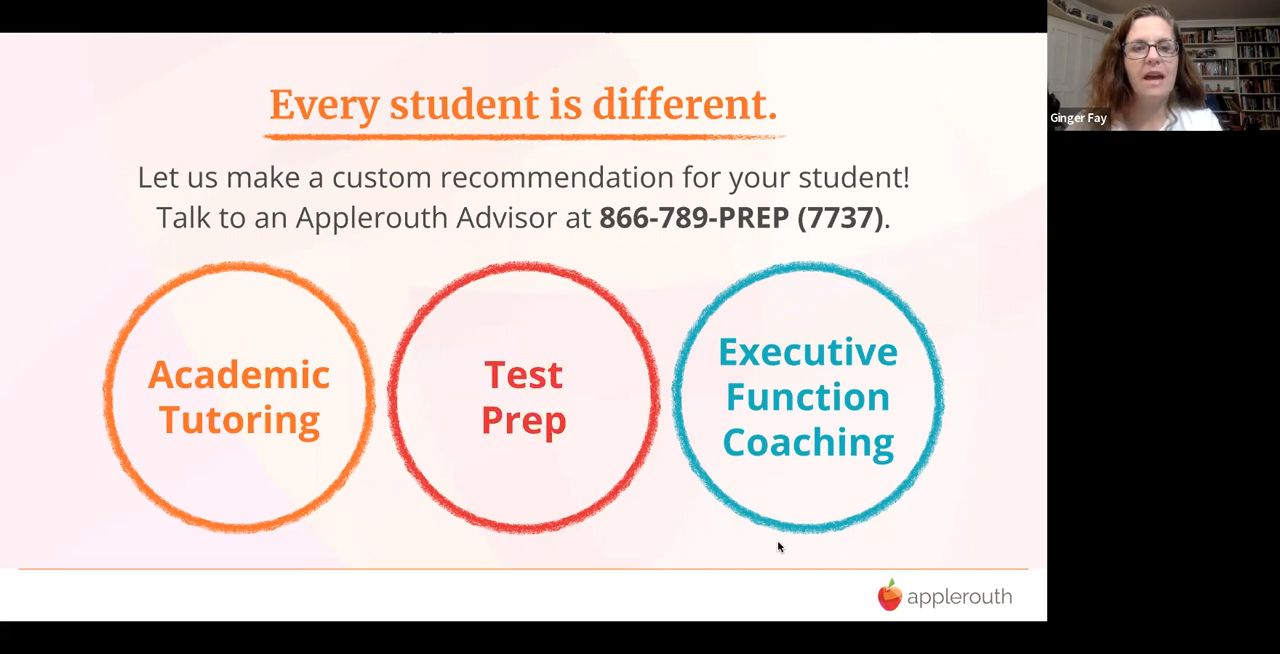 Every student is different.
Let us make a custom recommendation for your student!
Talk to an Applerouth Advisor at 866-789-PREP (7737).
Academic
Tutoring
Test
Prep
Executive
Function
Coaching
applerouth
Ginger Fay